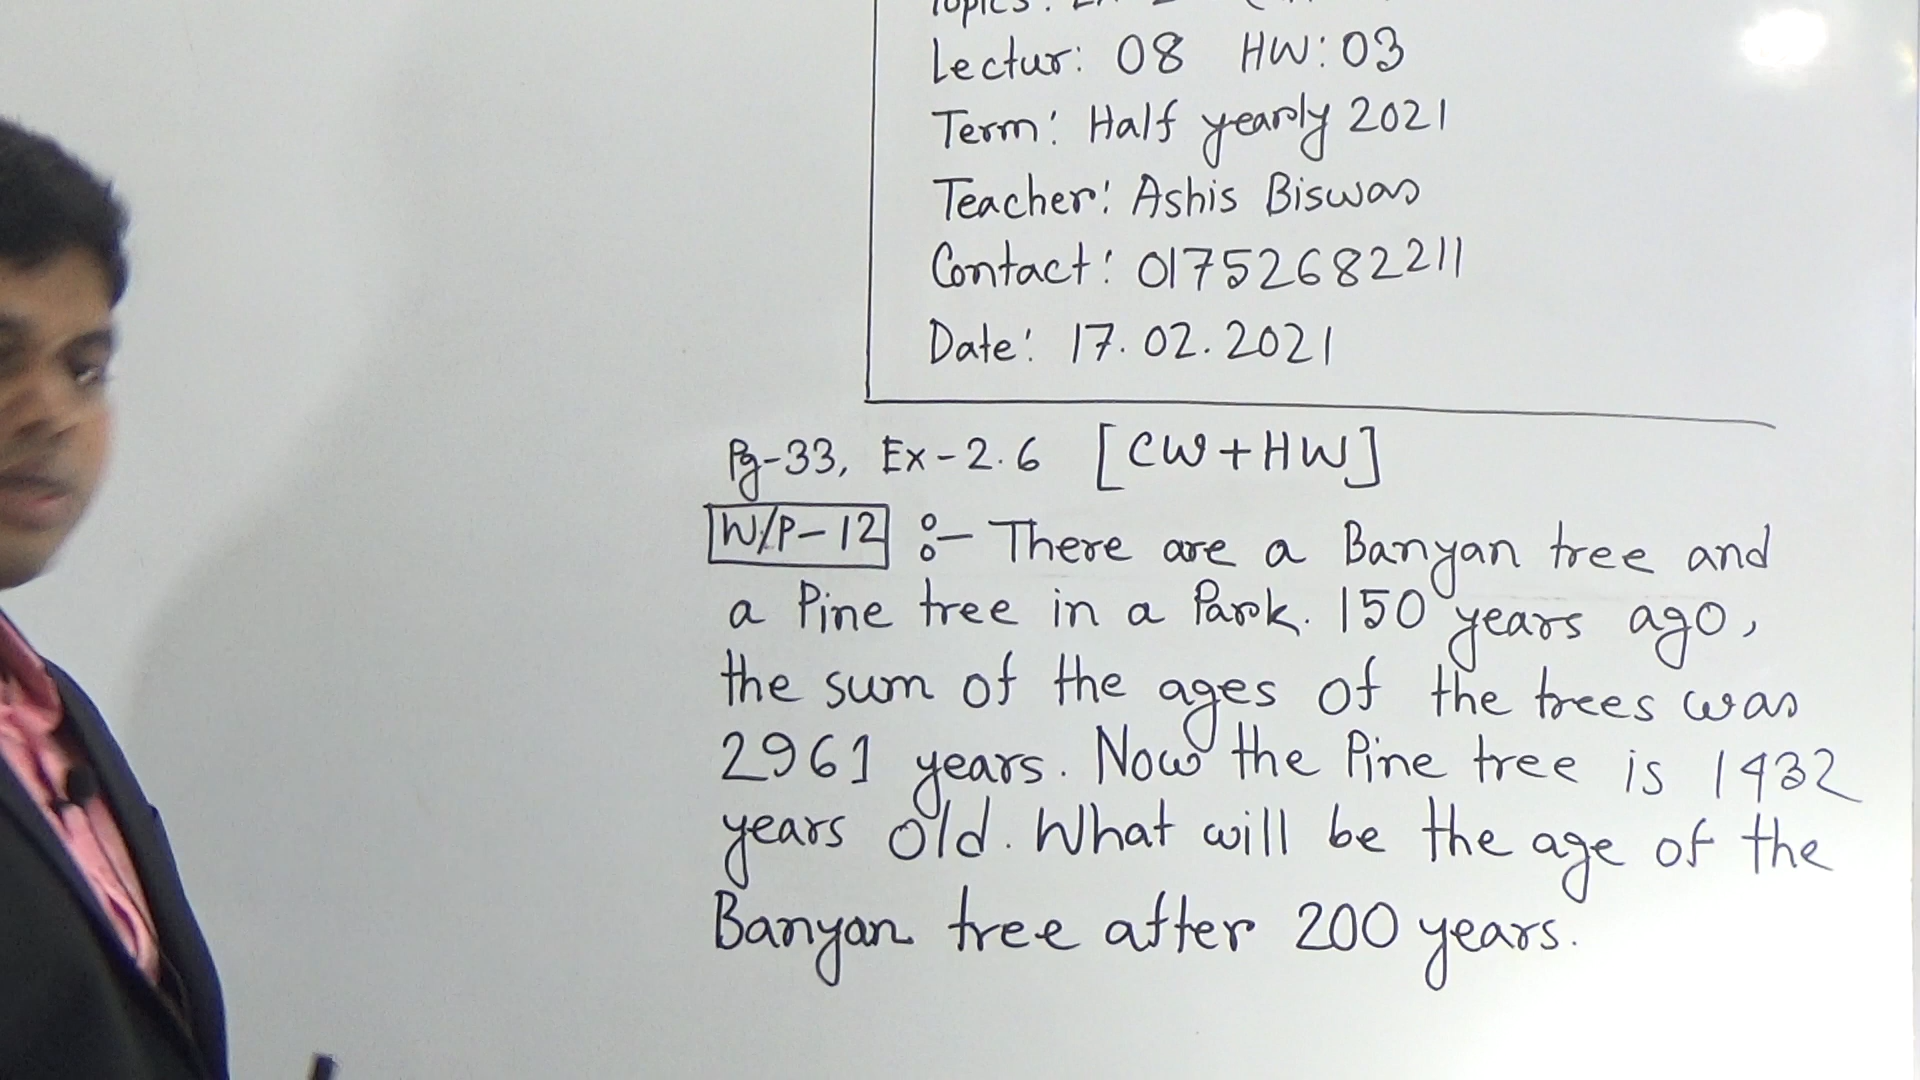 Lectur: 08 HW: 03
Term: Half yearly 2021
Teacher: Ashis Biswas
Contact: 01752682211
Date: 17.02.2021
Pg-33, Ex-2.6 [CW+HW]
W/P-12 :- There are a Banyan tree and
a Pine tree in a Park. 150 years ago,
the sum of the ages of the trees was
2961 years. Now the Pine tree is 1432
years old. What will be the age of the
Banyan tree after 200 years.